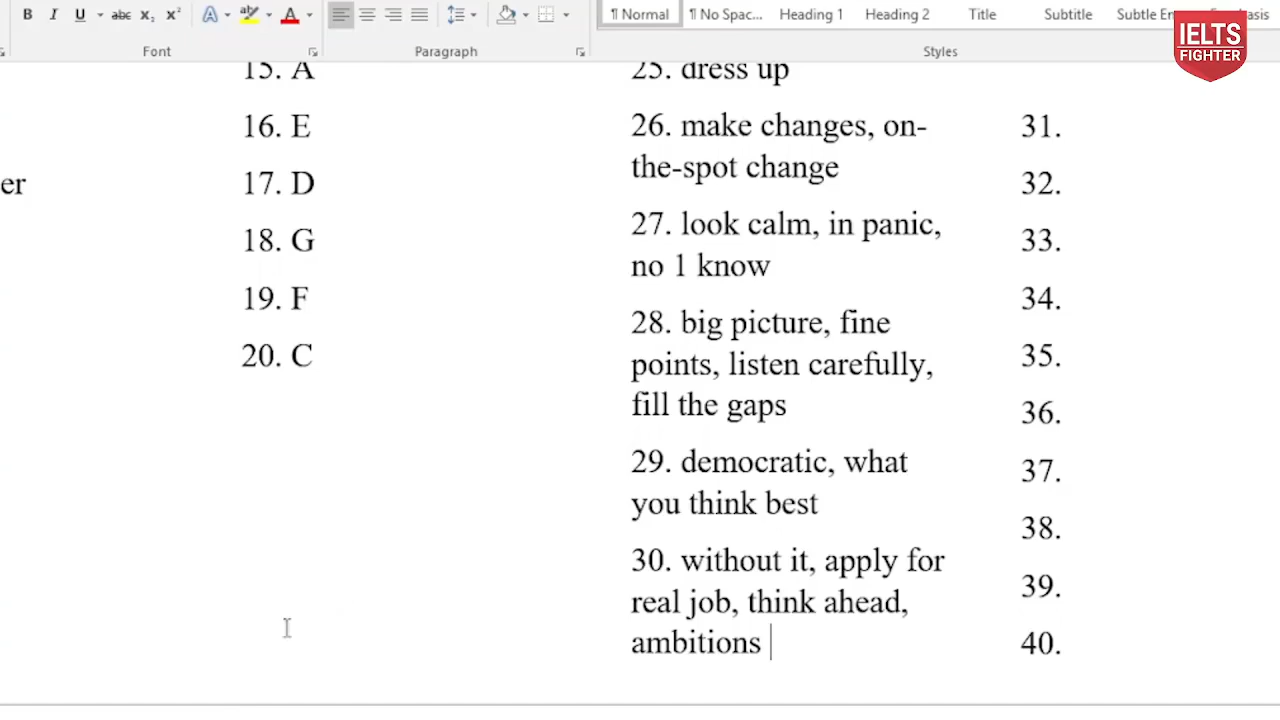 B I U abc X₂ X² A aby A
¶ Normal ¶ No Spac... Heading 1 Heading 2 Title Subtitle Subtle
IELTS
FIGHTER
Font Paragraph Styles
er
15. A
16. E
17. D
18. G
19. F
20. C
25. dress up
26. make changes, on-
the-spot change
27. look calm, in panic,
no 1 know
28. big picture, fine
points, listen carefully,
fill the gaps
29. democratic, what
you think best
30. without it, apply for
real job, think ahead,
ambitions
31.
32.
33.
34.
35.
36.
37.
38.
39.
40.